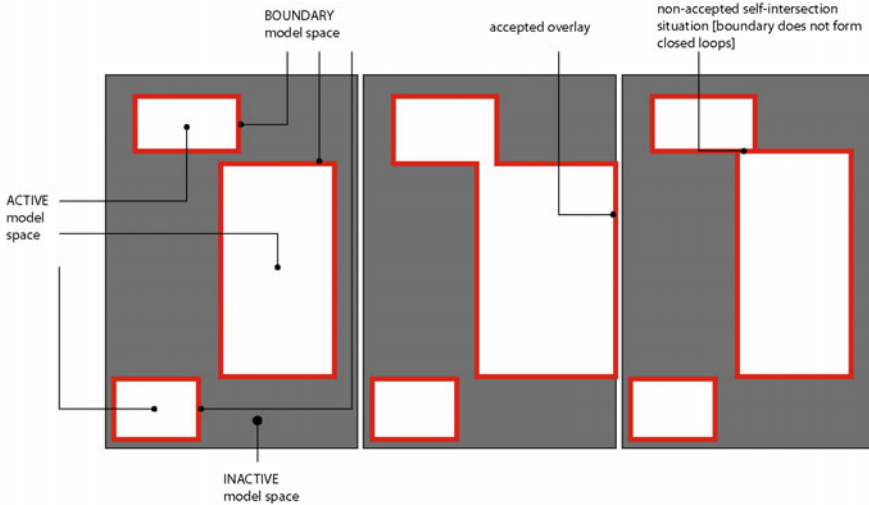 BOUNDARY
model space
accepted overlay
non-accepted self-intersection
situation [boundary does not form
closed loops]
ACTIVE
model
space
INACTIVE
model space